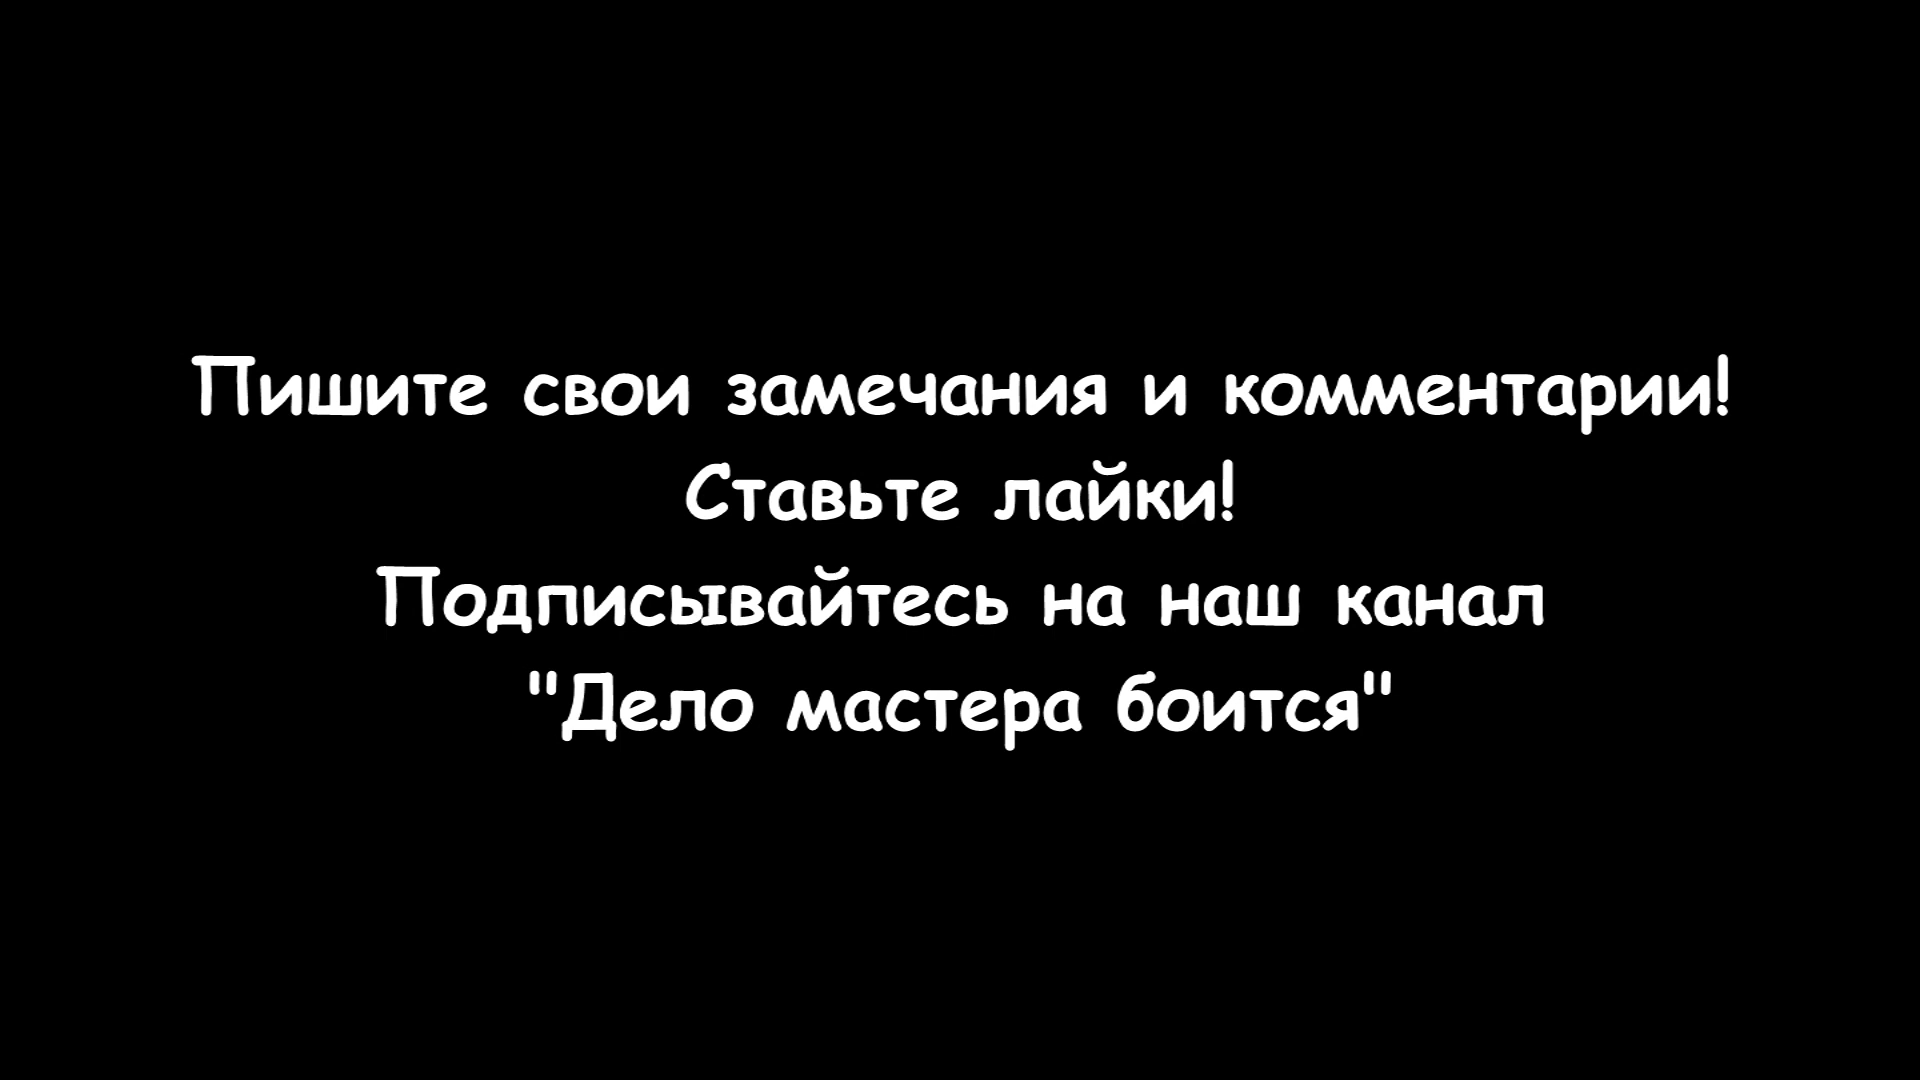 Пишите свои замечания и комментарии!
Ставьте лайки!
Подписывайтесь на наш канал
"Дело мастера боится"